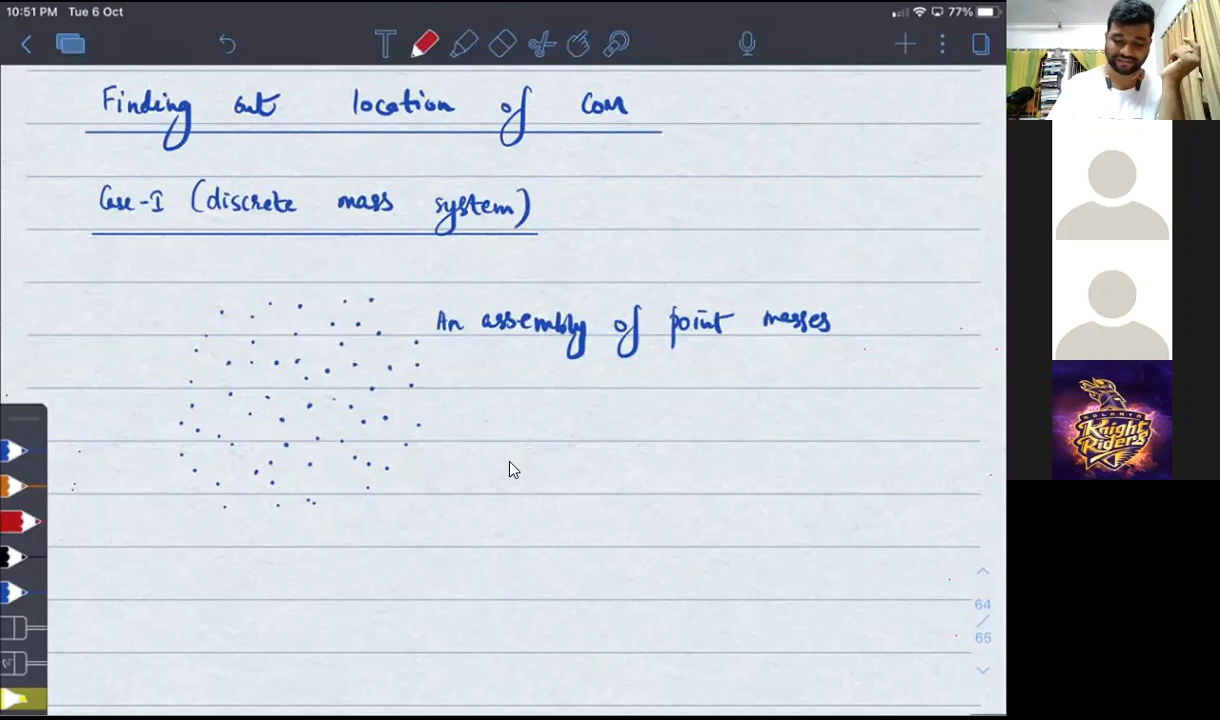 10:51 PM Tue 6 Oct 77%
Finding out location of COM
Case-I (discrete mass system)
An assembly of point masses
KOLKATA
Knight
Riders
64
/
65